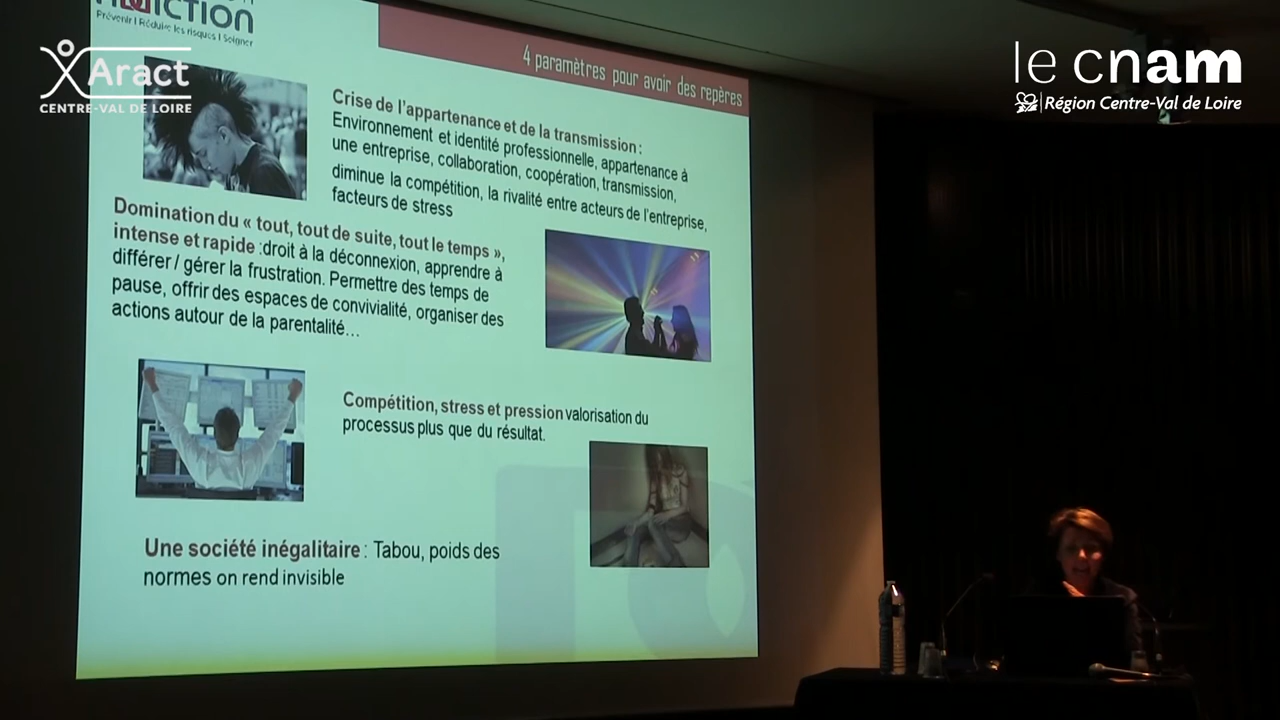 Prévenir I Réduire les risques I Soigner
Aract
CENTRE-VAL DE LOIRE
le cnam
Région Centre-Val de Loire
4 paramètres pour avoir des repères
Crise de l'appartenance et de la transmission :
Environnement et identité professionnelle, appartenance à
une entreprise, collaboration, coopération, transmission,
diminue la compétition, la rivalité entre acteurs de l'entreprise,
facteurs de stress
Domination du « tout, tout de suite, tout le temps »,
intense et rapide :droit à la déconnexion, apprendre à
différer / gérer la frustration. Permettre des temps de
pause, offrir des espaces de convivialité, organiser des
actions autour de la parentalité…
Compétition, stress et pression valorisation du
processus plus que du résultat.
Une société inégalitaire : Tabou, poids des
normes on rend invisible